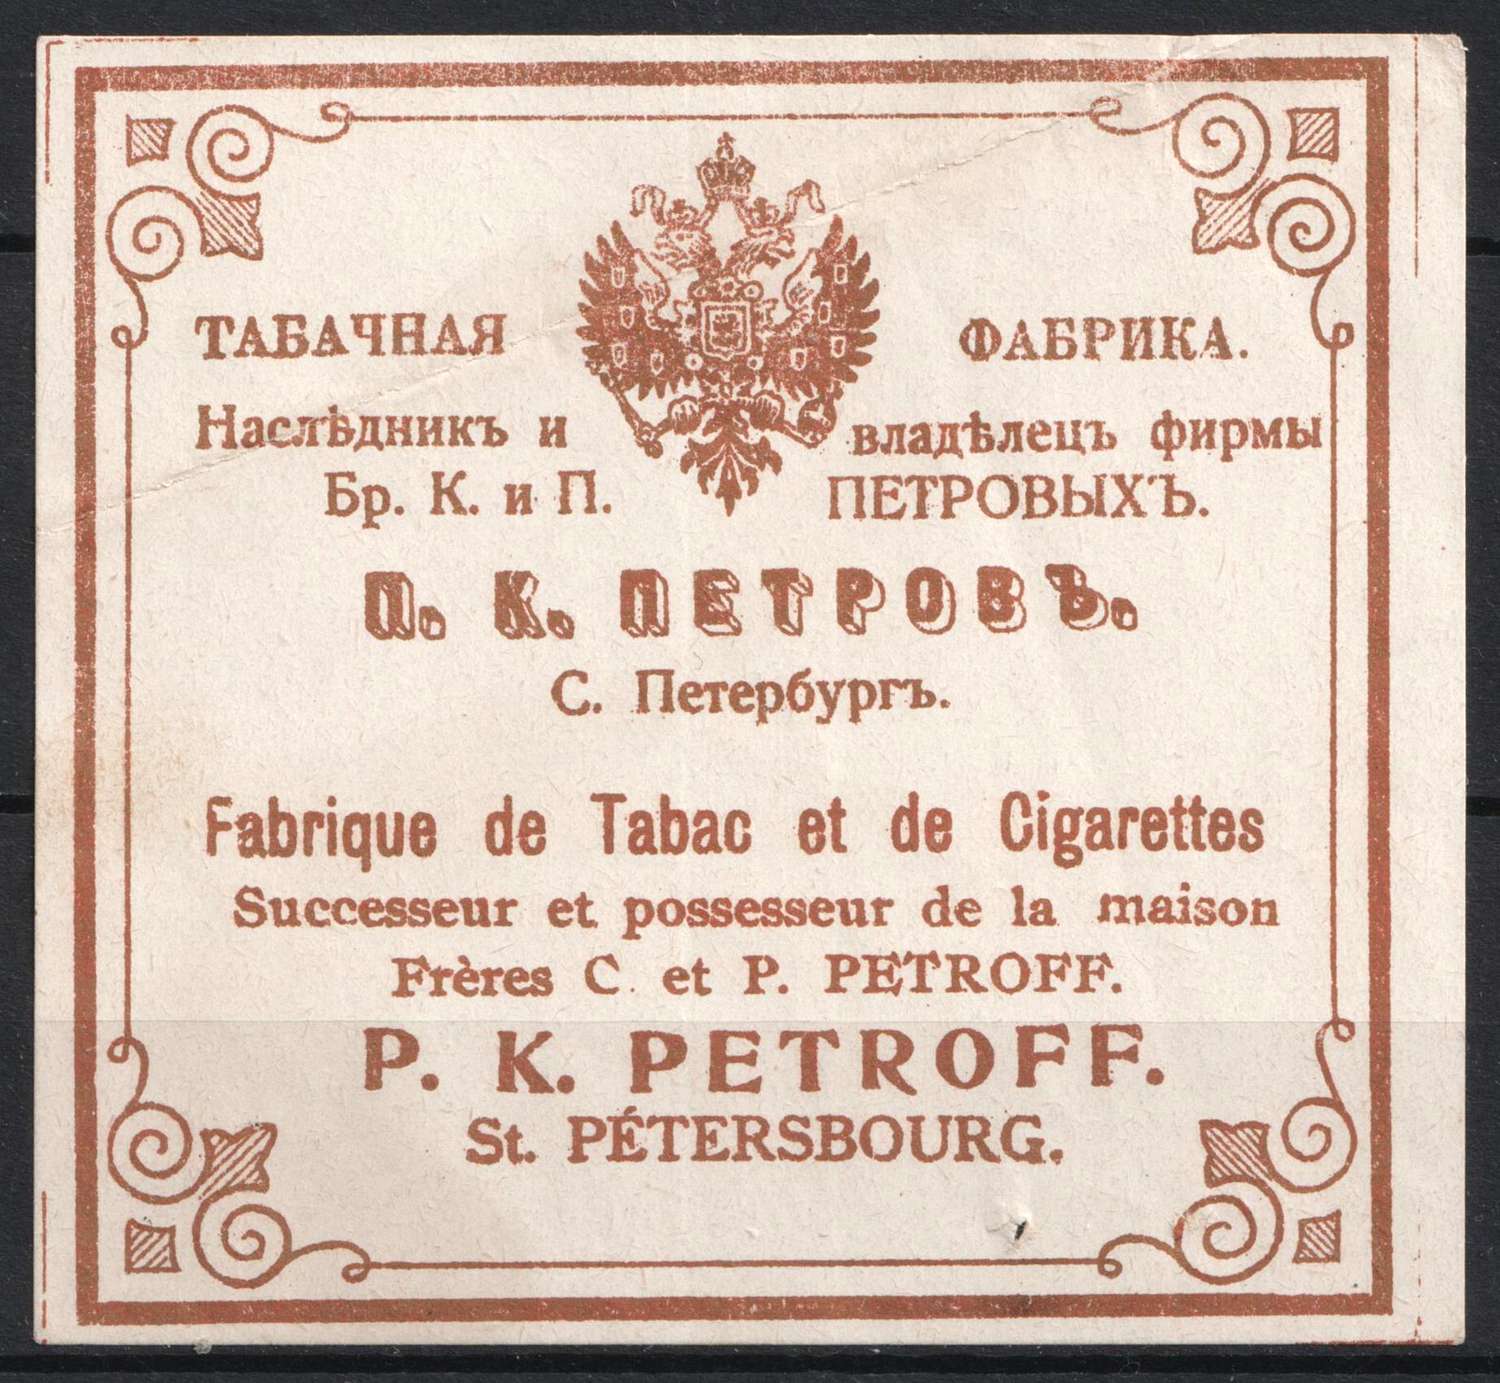 ТАБАЧНАЯ ФАБРИКА.
Наслѣдникъ и владѣлецъ фирмы
Бр. К. и П. ПЕТРОВЫХЪ.
П. К. ПЕТРОВЪ.
С. Петербургъ.
Fabrique de Tabac et de Cigarettes
Successeur et possesseur de la maison
Frères C. et P. PETROFF.
P. K. PETROFF.
St. PÉTERSBOURG.